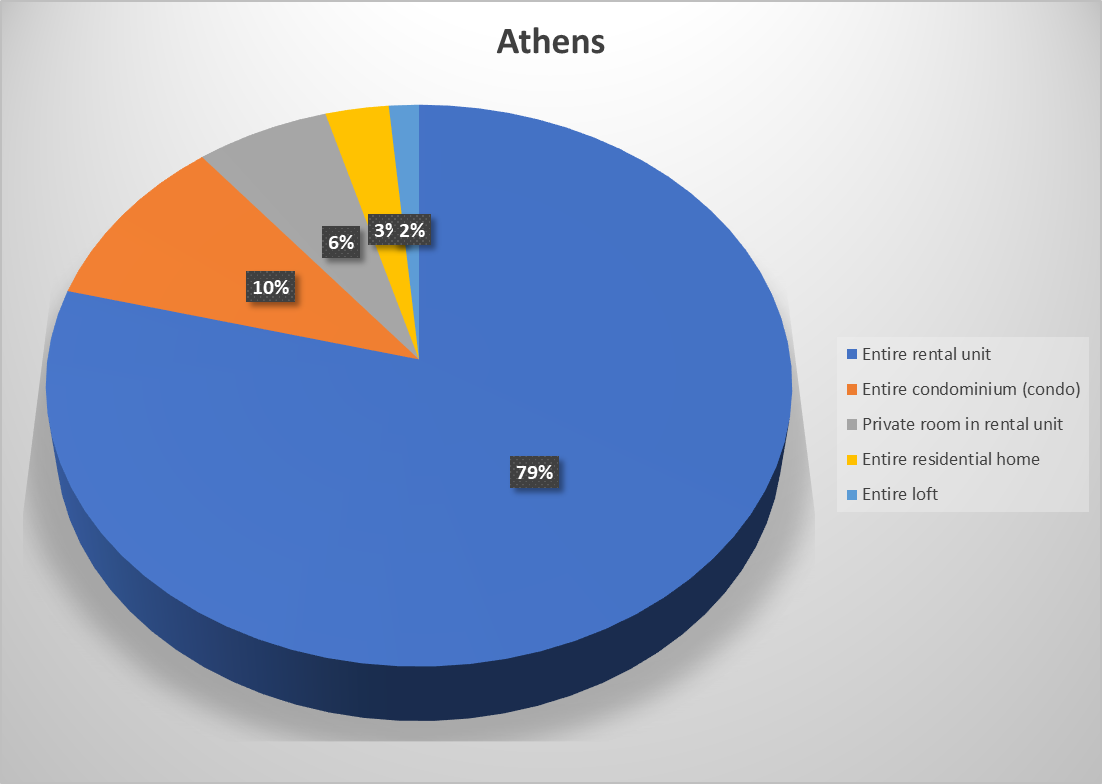 Athens
79%
10%
6%
3%
2%
Entire rental unit
Entire condominium (condo)
Private room in rental unit
Entire residential home
Entire loft